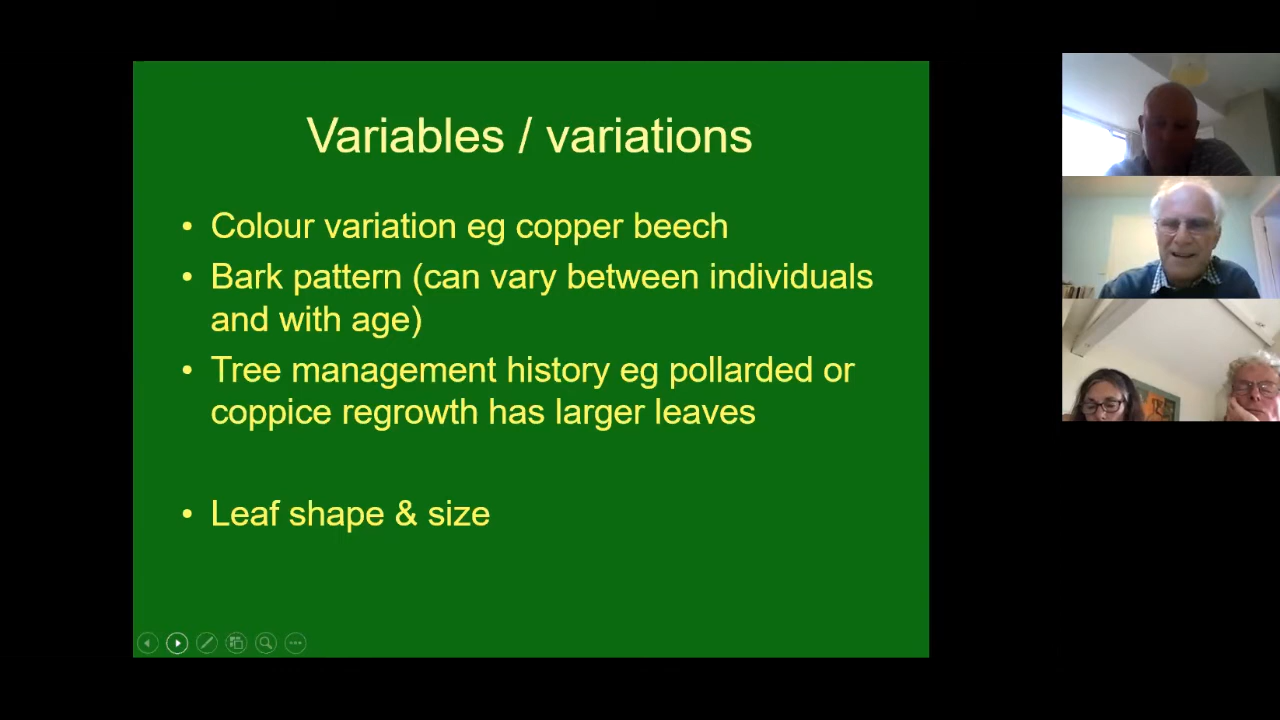 Variables / variations
• Colour variation eg copper beech
• Bark pattern (can vary between individuals
and with age)
• Tree management history eg pollarded or
coppice regrowth has larger leaves
• Leaf shape & size